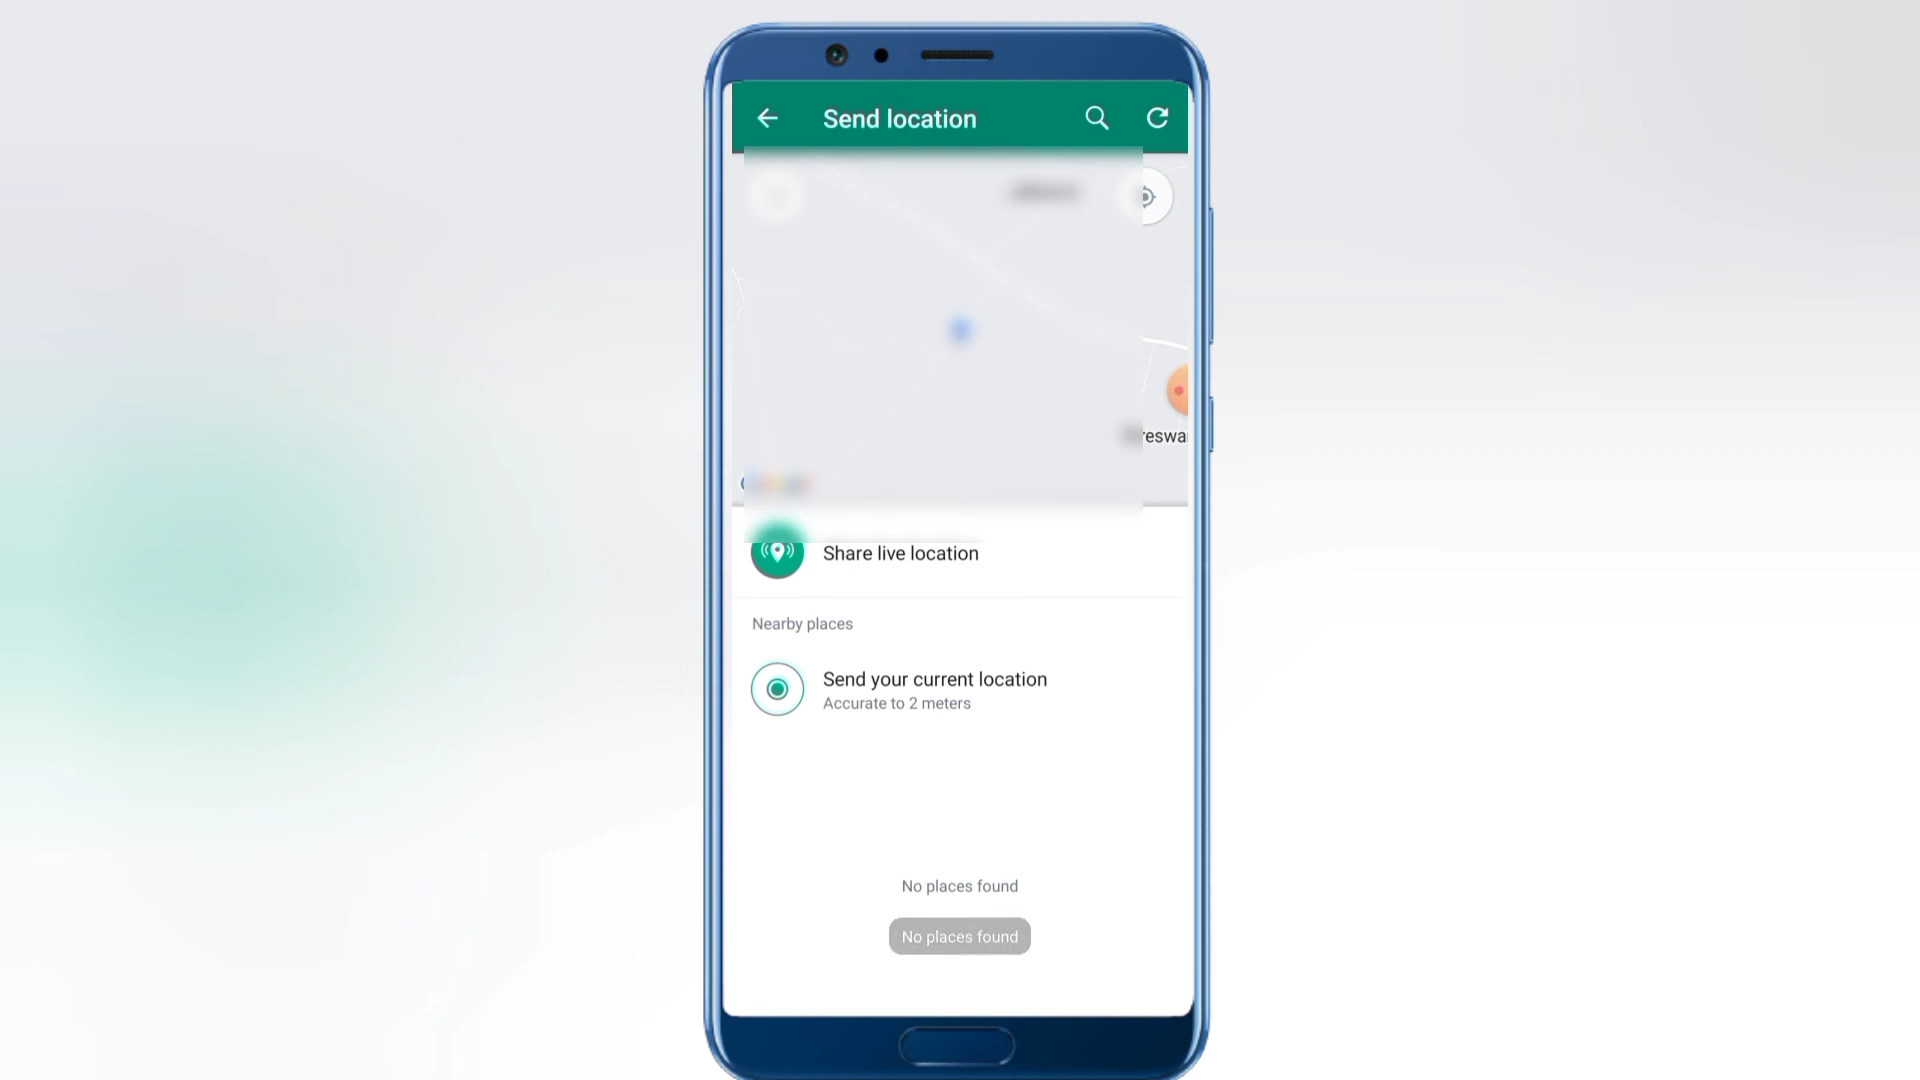 Send location
Share live location
Nearby places
Send your current location
Accurate to 2 meters
No places found
No places found